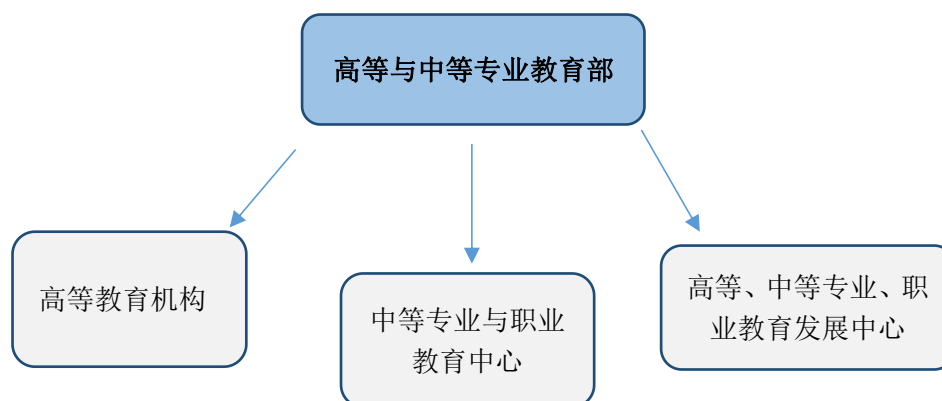 高等与中等专业教育部
高等教育机构
中等专业与职业
教育中心
高等、中等专业、职
业教育发展中心